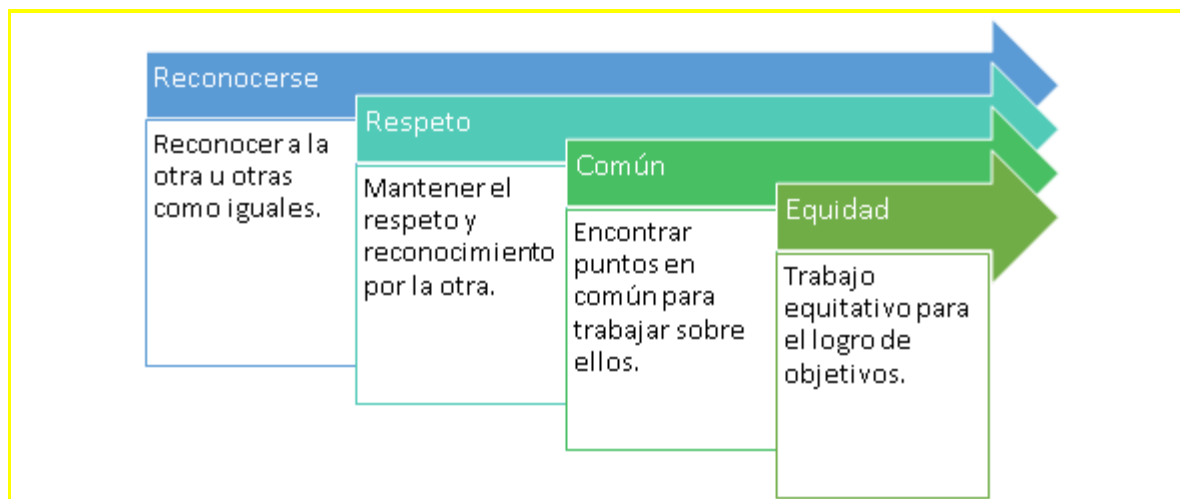 Reconocerse
Reconocer a la
otra u otras
como iguales.
Respeto
Mantener el
respeto y
reconocimiento
por la otra.
Común
Encontrar
puntos en
común para
trabajar sobre
ellos.
Equidad
Trabajo
equitativo para
el logro de
objetivos.